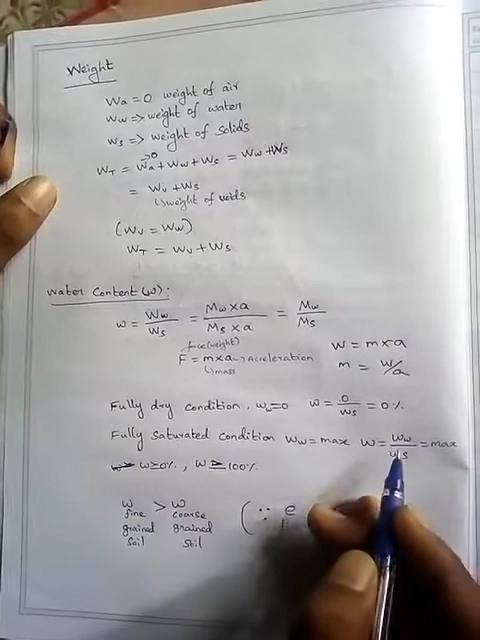 Weight
Wa = 0 weight of air
Ww => weight of water
Ws => weight of solids
WT = Wa→0 + Ww + Ws = Ww + Ws
= Wv + Ws
↳ weight of voids
(Wv = Ww)
WT = Wv + Ws
Water Content (w):
w = Ww/Ws = Mw×a/Ms×a = Mw/Ms
force(weight)
F = m×a → Acceleration
↳ mass
W = m×a
m = W/a
Fully dry condition, ww=0 w = 0/Ws = 0%
Fully saturated condition Ww = max w = Ww/Ws = max
w ≥ 0%, w ≥ 100%
w fine grained soil > w coarse grained soil (∵ e